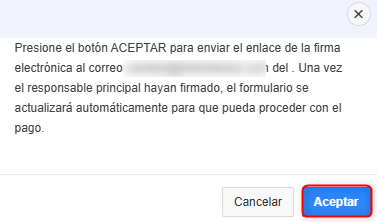 Presione el botón ACEPTAR para enviar el enlace de la firma
electrónica al correo del . Una vez
el responsable principal hayan firmado, el formulario se
actualizará automáticamente para que pueda proceder con el
pago.
Cancelar Aceptar